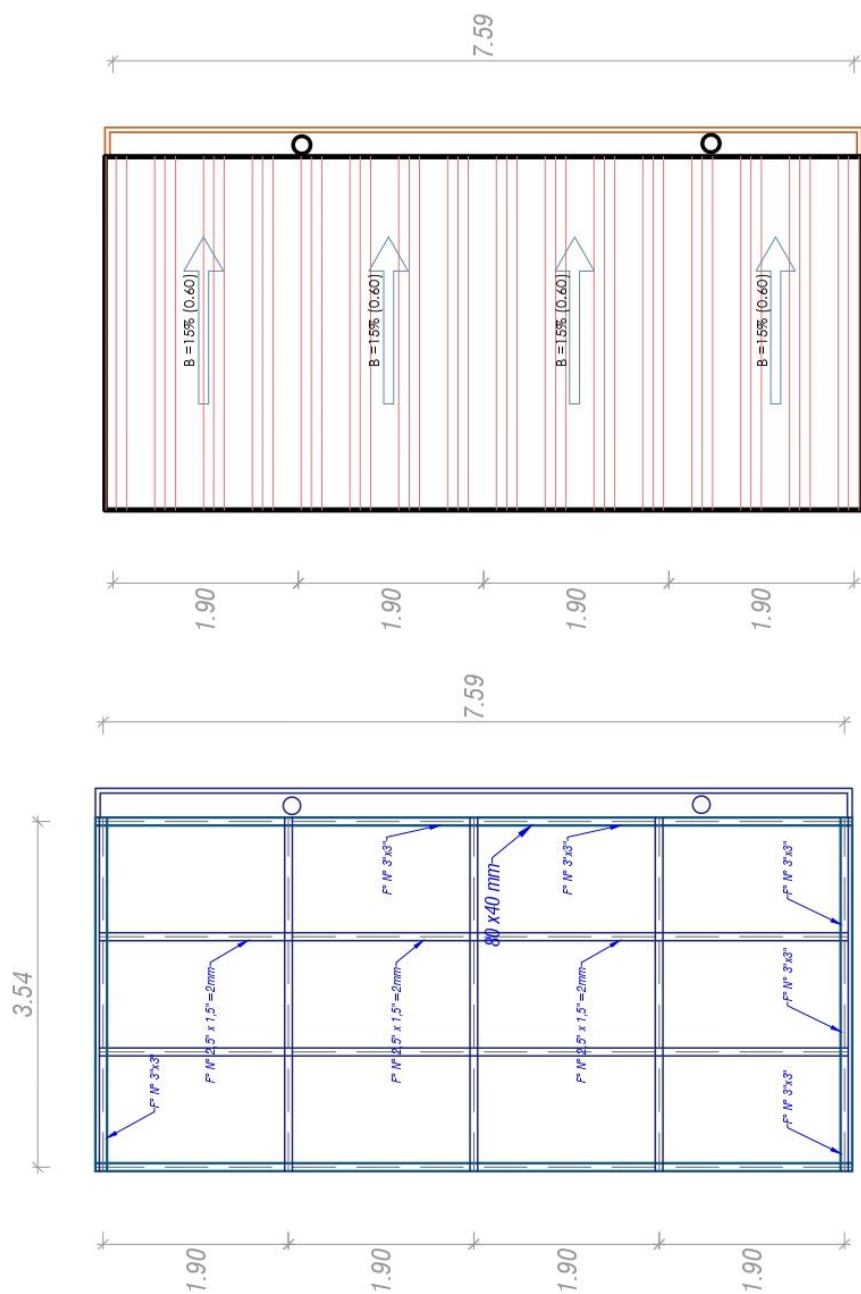 7.59
B =15% (0.60)
B =15% (0.60)
B =15% (0.60)
B =15% (0.60)
1.90
1.90
1.90
1.90
7.59
3.54
F° N° 3"x3"
80 x40 mm
F° N° 3"x3"
F° N° 3"x3"
F° N° 2,5" x 1,5" =2mm
F° N° 2,5" x 1,5" =2mm
F° N° 2,5" x 1,5" =2mm
F° N° 3"x3"
F° N° 3"x3"
F° N° 3"x3"
1.90
1.90
1.90
1.90